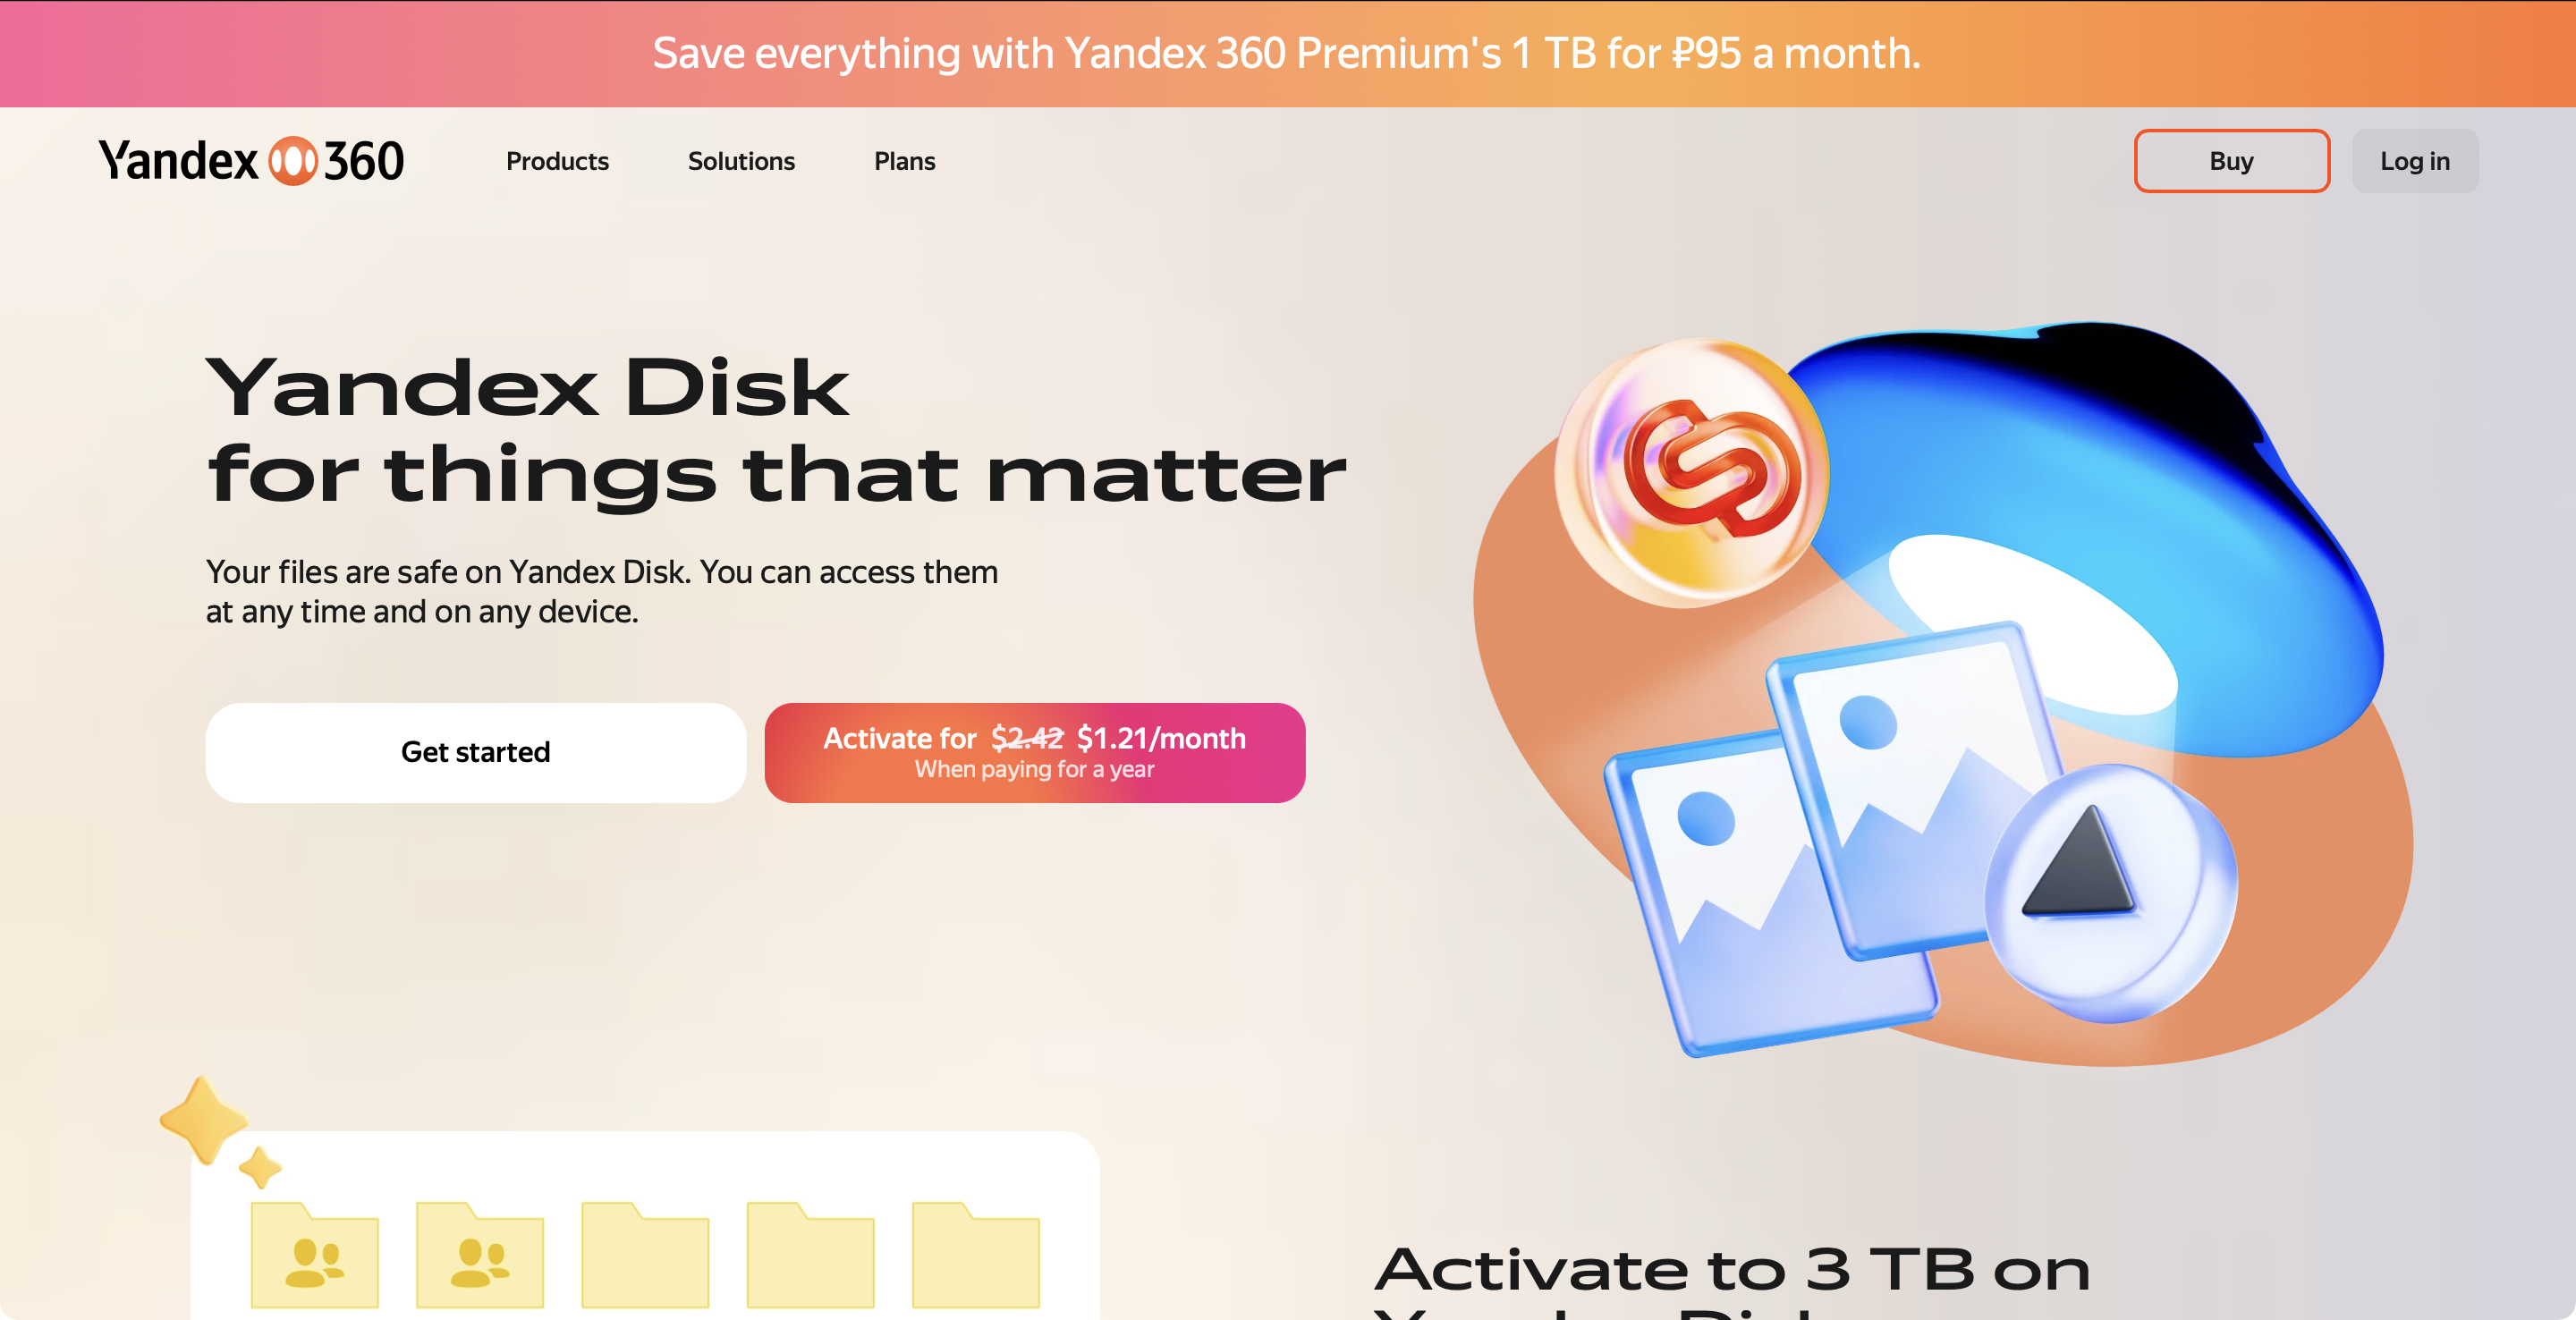 Save everything with Yandex 360 Premium's 1 TB for ₽95 a month.
Yandex 360
Products
Solutions
Plans
Buy
Log in
Yandex Disk
for things that matter
Your files are safe on Yandex Disk. You can access them
at any time and on any device.
Get started
Activate for $2.42 $1.21/month
When paying for a year
Activate to 3 TB on
Yandex Disk